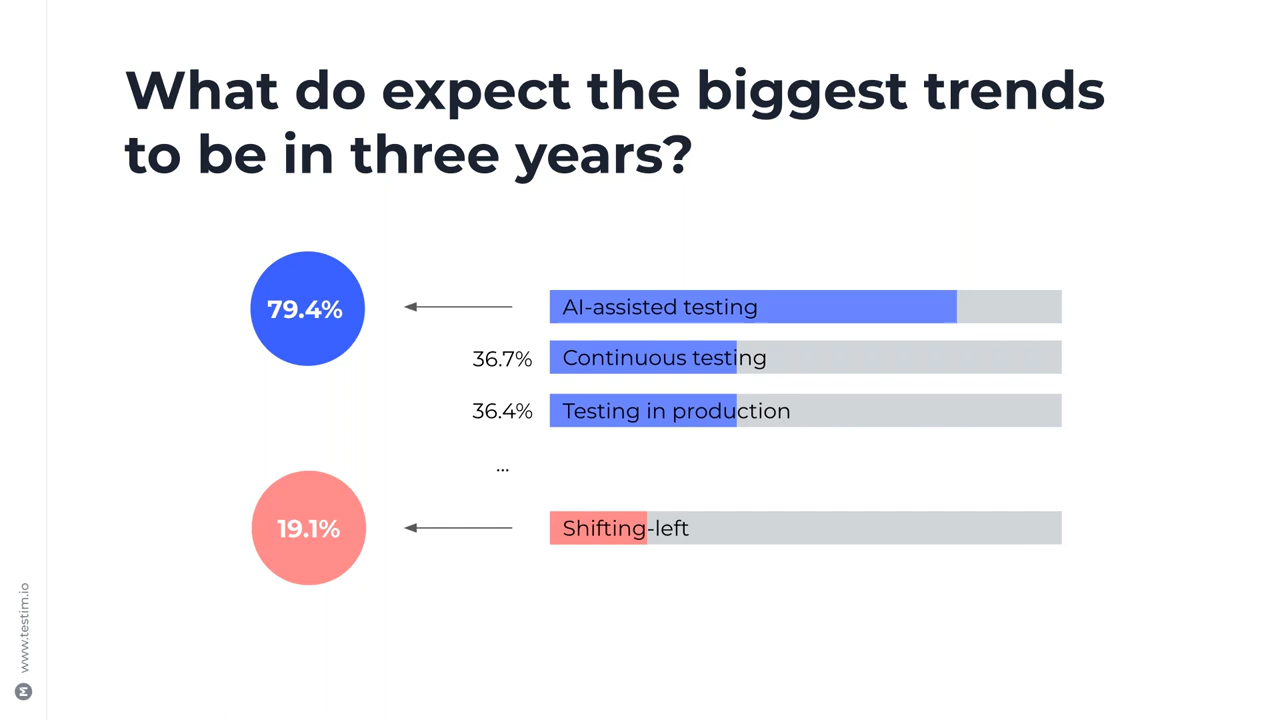 What do expect the biggest trends
to be in three years?
79.4%
AI-assisted testing
36.7%
Continuous testing
36.4%
Testing in production
...
19.1%
Shifting-left
www.testim.io